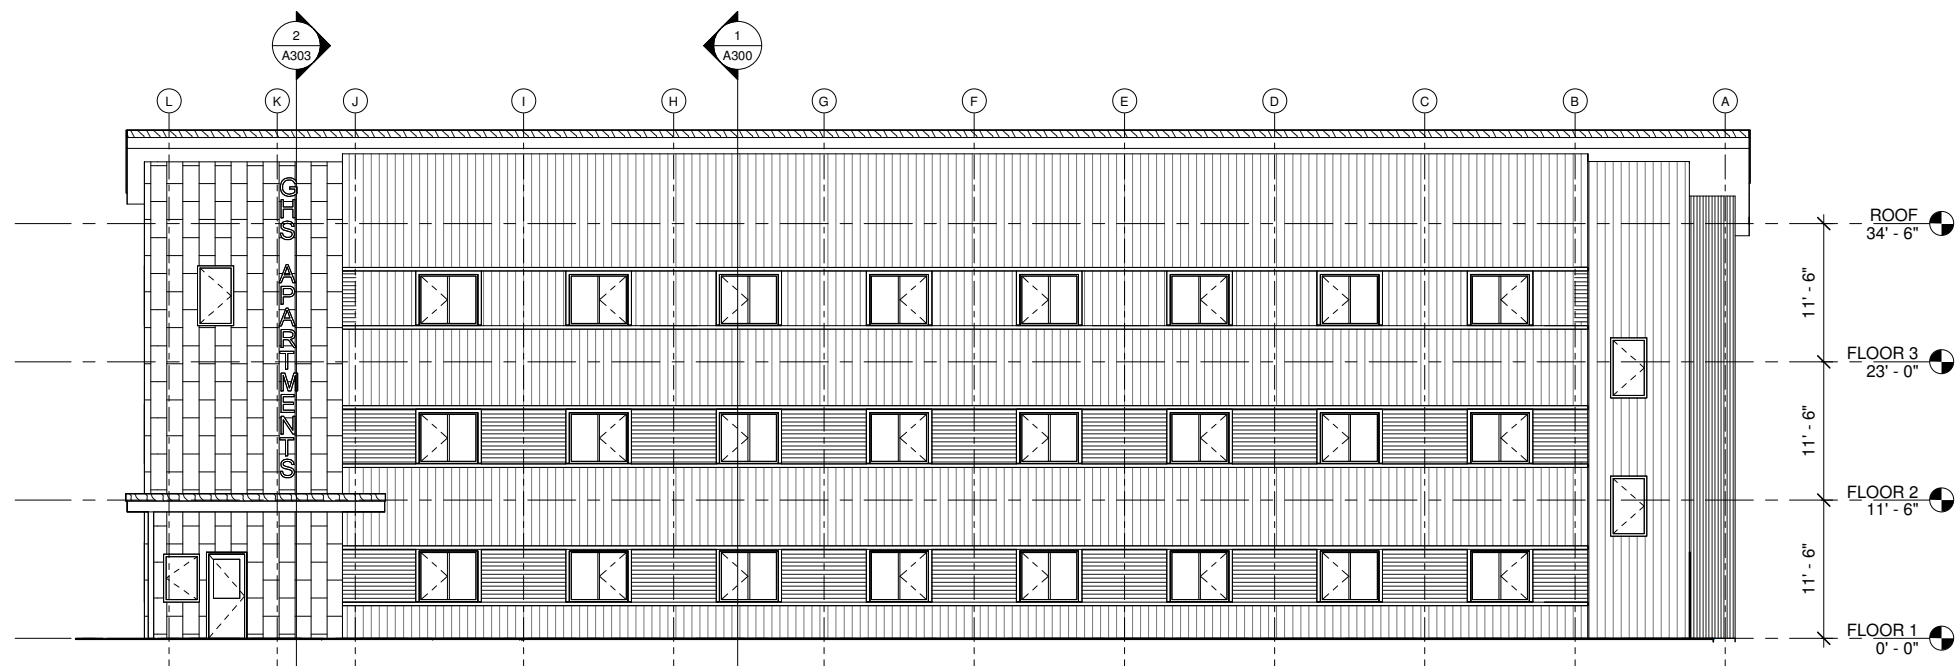 2
A303
1
A300
L
K
J
I
H
G
F
E
D
C
B
A
GHS APARTMENTS
ROOF
34' - 6"
11' - 6"
FLOOR 3
23' - 0"
11' - 6"
FLOOR 2
11' - 6"
11' - 6"
FLOOR 1
0' - 0"